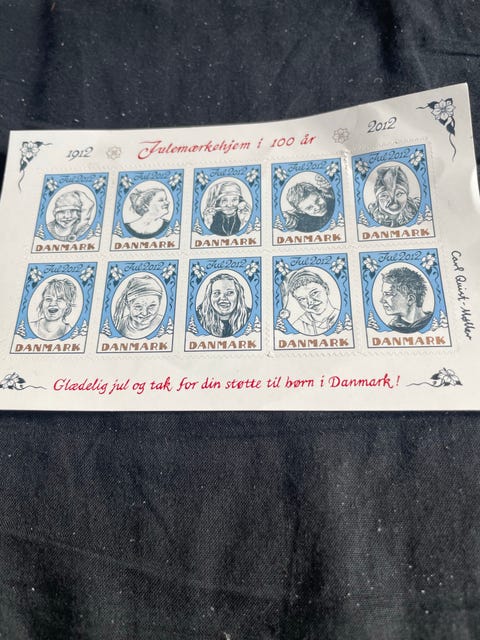 1912 Julemærkehjem i 100 år 2012
Jul 2012 Jul 2012 Jul 2012 Jul 2012 Jul 2012
DANMARK DANMARK DANMARK DANMARK DANMARK
Jul 2012 Jul 2012 Jul 2012 Jul 2012 Jul 2012
DANMARK DANMARK DANMARK DANMARK DANMARK
Carl Quist-Møller
Glædelig jul og tak for din støtte til børn i Danmark!